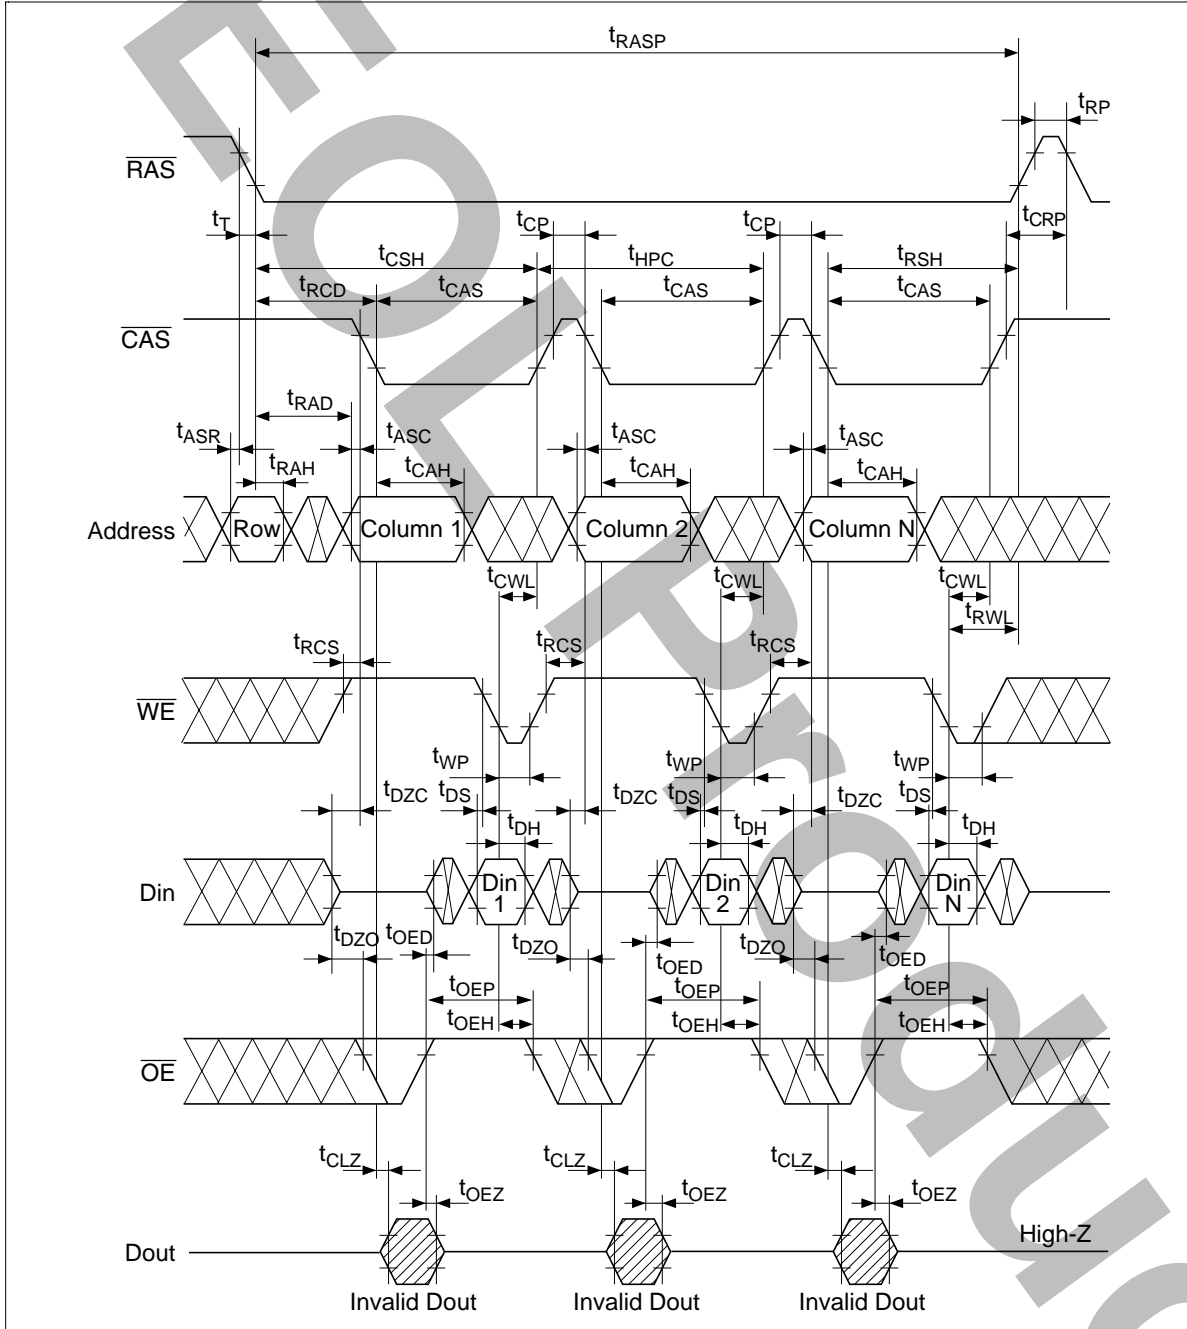 EOL Product
tRASP
tRP
RAS
tT
tCP
tCP
tCRP
tCSH
tHPC
tRSH
tRCD
tCAS
tCAS
tCAS
CAS
tRAD
tASR
tASC
tASC
tASC
tRAH
tCAH
tCAH
tCAH
Address
Row
Column 1
Column 2
Column N
tCWL
tCWL
tCWL
tRWL
tRCS
tRCS
tRCS
WE
tWP
tWP
tWP
tDZC
tDS
tDZC
tDS
tDZC
tDS
tDH
tDH
tDH
Din
Din
1
Din
2
Din
N
tDZO
tOED
tDZO
tOED
tDZO
tOED
tOEP
tOEP
tOEP
tOEH
tOEH
tOEH
OE
tCLZ
tCLZ
tCLZ
tOEZ
tOEZ
tOEZ
High-Z
Dout
Invalid Dout
Invalid Dout
Invalid Dout